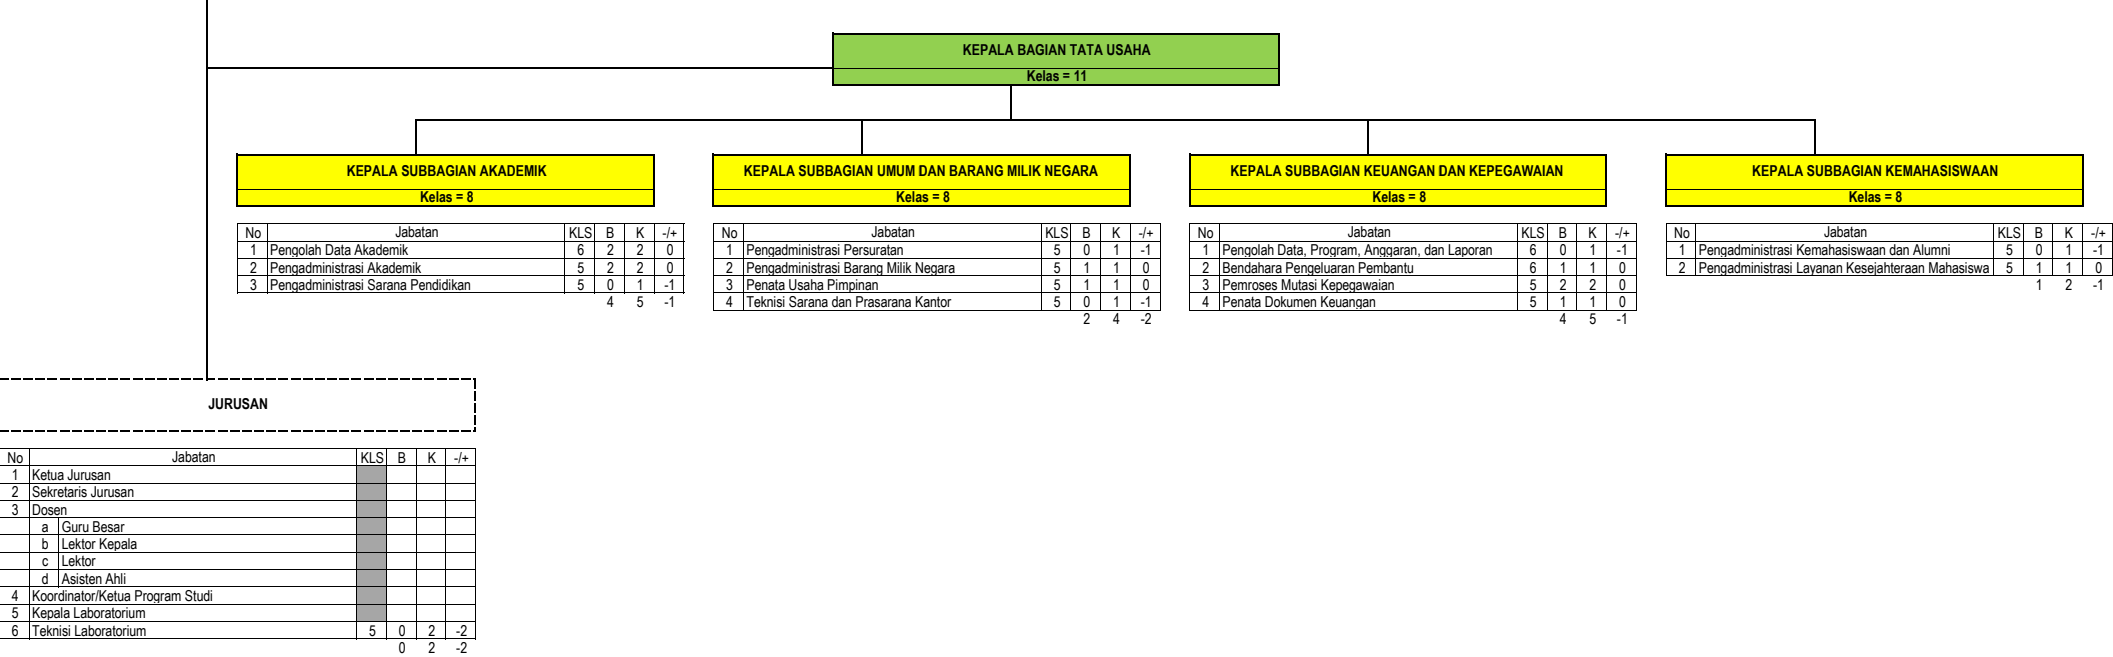 KEPALA BAGIAN TATA USAHA
Kelas = 11
KEPALA SUBBAGIAN AKADEMIK
Kelas = 8
No Jabatan KLS B K -/+
1 Pengolah Data Akademik 6 2 2 0
2 Pengadministrasi Akademik 5 2 2 0
3 Pengadministrasi Sarana Pendidikan 5 0 1 -1
4 5 -1
KEPALA SUBBAGIAN UMUM DAN BARANG MILIK NEGARA
Kelas = 8
No Jabatan KLS B K -/+
1 Pengadministrasi Persuratan 5 0 1 -1
2 Pengadministrasi Barang Milik Negara 5 1 1 0
3 Penata Usaha Pimpinan 5 1 1 0
4 Teknisi Sarana dan Prasarana Kantor 5 0 1 -1
2 4 -2
KEPALA SUBBAGIAN KEUANGAN DAN KEPEGAWAIAN
Kelas = 8
No Jabatan KLS B K -/+
1 Pengolah Data, Program, Anggaran, dan Laporan 6 0 1 -1
2 Bendahara Pengeluaran Pembantu 6 1 1 0
3 Pemroses Mutasi Kepegawaian 5 2 2 0
4 Penata Dokumen Keuangan 5 1 1 0
4 5 -1
KEPALA SUBBAGIAN KEMAHASISWAAN
Kelas = 8
No Jabatan KLS B K -/+
1 Pengadministrasi Kemahasiswaan dan Alumni 5 0 1 -1
2 Pengadministrasi Layanan Kesejahteraan Mahasiswa 5 1 1 0
1 2 -1
JURUSAN
No Jabatan KLS B K -/+
1 Ketua Jurusan
2 Sekretaris Jurusan
3 Dosen
a Guru Besar
b Lektor Kepala
c Lektor
d Asisten Ahli
4 Koordinator/Ketua Program Studi
5 Kepala Laboratorium
6 Teknisi Laboratorium 5 0 2 -2
0 2 -2